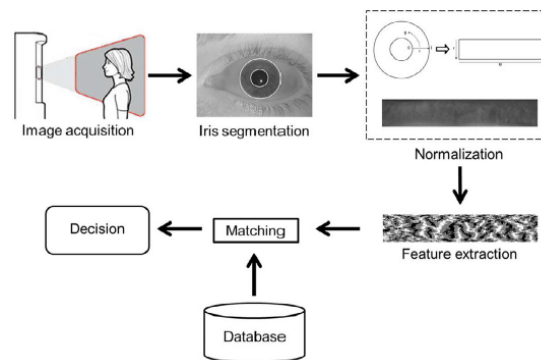 Image acquisition
Iris segmentation
Normalization
Feature extraction
Matching
Decision
Database